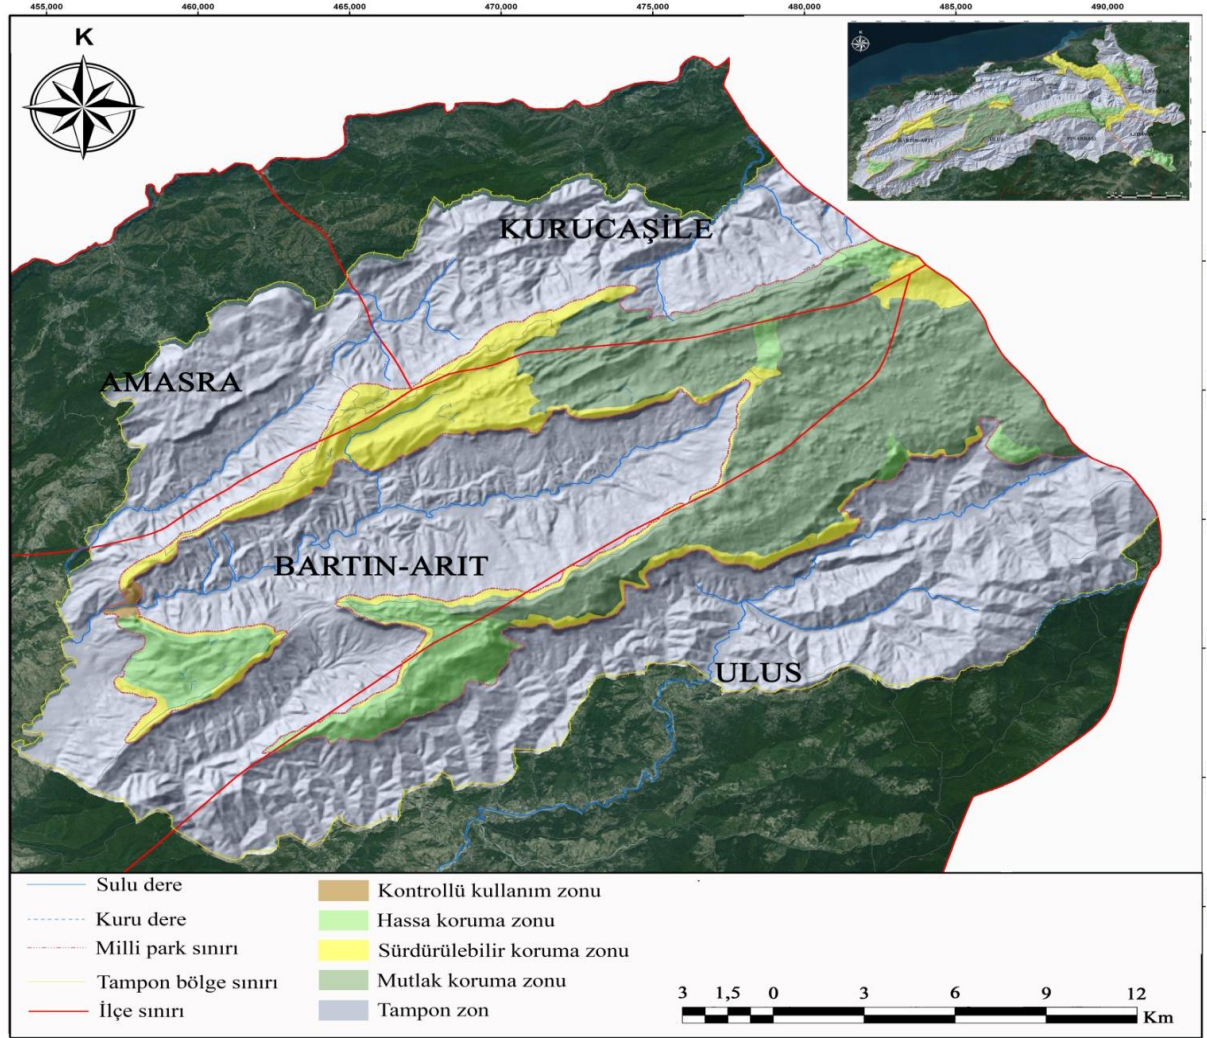 455,000 460,000 465,000 470,000 475,000 480,000 485,000 490,000
K
KURUCAŞİLE
AMASRA
BARTIN-ARIT
ULUS
Sulu dere
Kuru dere
Milli park sınırı
Tampon bölge sınırı
İlçe sınırı
Kontrollü kullanım zonu
Hassa koruma zonu
Sürdürülebilir koruma zonu
Mutlak koruma zonu
Tampon zon
3 1,5 0 3 6 9 12
Km